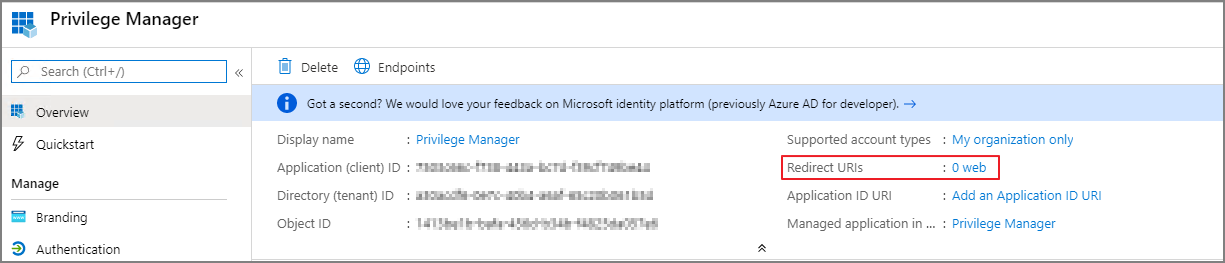 Privilege Manager
Search (Ctrl+/)
«
Overview
Quickstart
Manage
Branding
Authentication
Delete
Endpoints
Got a second? We would love your feedback on Microsoft identity platform (previously Azure AD for developer). →
Display name : Privilege Manager
Application (client) ID :
Directory (tenant) ID :
Object ID :
Supported account types : My organization only
Redirect URIs : 0 web
Application ID URI : Add an Application ID URI
Managed application in ... : Privilege Manager